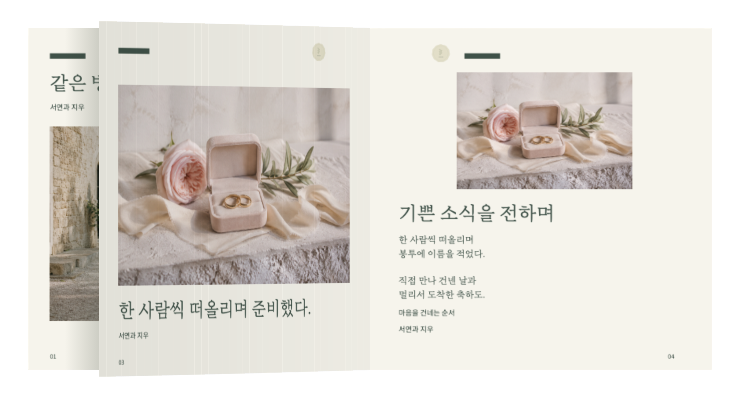 같은
서연과 지우
01
한 사람씩 떠올리며 준비했다.
서연과 지우
03
기쁜 소식을 전하며
한 사람씩 떠올리며
봉투에 이름을 적었다.
직접 만나 건넨 날과
멀리서 도착한 축하도.
마음을 건네는 순서
서연과 지우
04